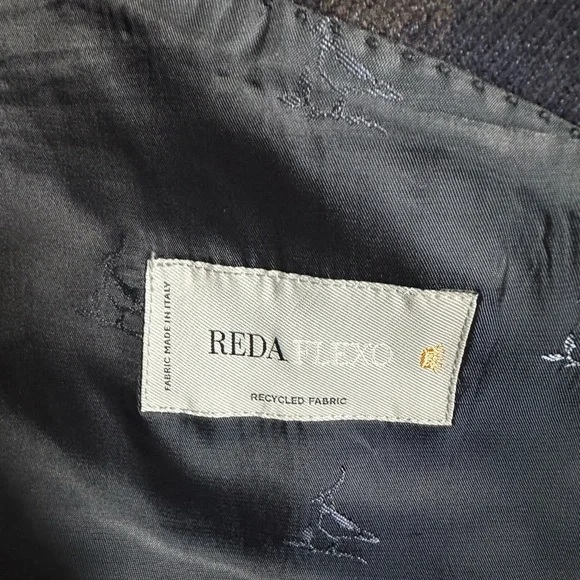 FABRIC MADE IN ITALY
REDA FLEXO
RECYCLED FABRIC